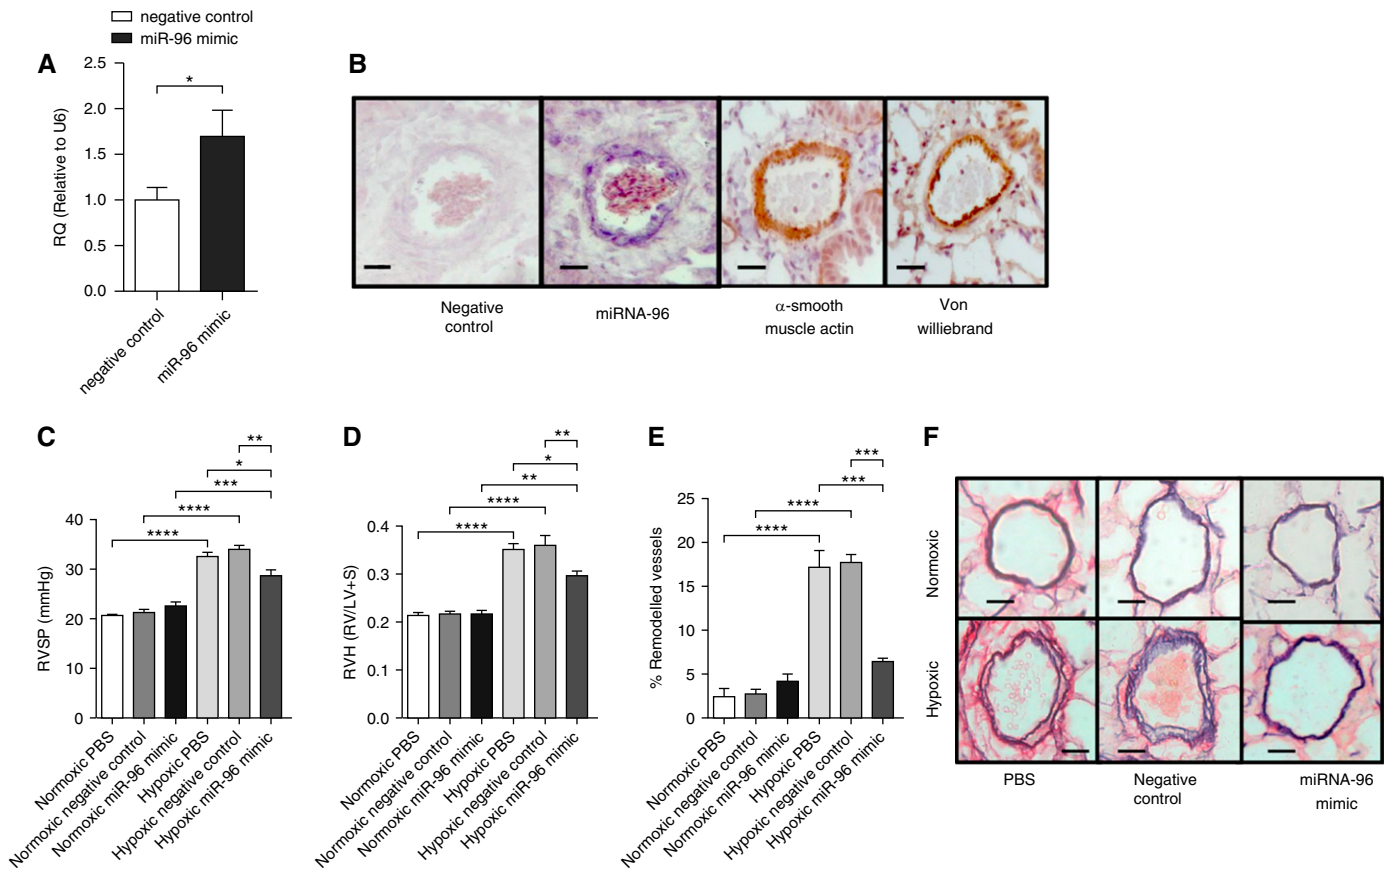 negative control
miR-96 mimic
A
B
2.5
2.0
1.5
1.0
0.5
0.0
RQ (Relative to U6)
*
negative control
miR-96 mimic
Negative
control
miRNA-96
α-smooth
muscle actin
Von
williebrand
C
D
E
F
40
30
20
10
0
RVSP (mmHg)
**
*
***
****
****
Normoxic PBS
Normoxic negative control
Normoxic miR-96 mimic
Hypoxic PBS
Hypoxic negative control
Hypoxic miR-96 mimic
0.4
0.3
0.2
0.1
0.0
RVH (RV/LV+S)
**
*
**
****
****
Normoxic PBS
Normoxic negative control
Normoxic miR-96 mimic
Hypoxic PBS
Hypoxic negative control
Hypoxic miR-96 mimic
25
20
15
10
5
0
% Remodelled vessels
***
***
****
****
Normoxic PBS
Normoxic negative control
Normoxic miR-96 mimic
Hypoxic PBS
Hypoxic negative control
Hypoxic miR-96 mimic
Normoxic
Hypoxic
PBS
Negative
control
miRNA-96
mimic